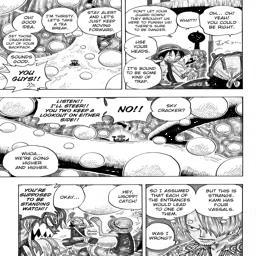 OH... OH?
OH... OH YEAH!
YOU COULD
BE RIGHT.
DON'T LET YOUR
GUARD DOWN!
THEY BROUGHT US
HERE TO PUNISH US!
THERE'S SURE
TO BE DANGER.
USE
YOUR
HEADS.
IT'S BOUND
TO BE SOME
KIND OF
TRAP.
STAY ALERT
AND LET'S
JUST KEEP
MOVING
FORWARD.
I'M THIRSTY.
LET'S TAKE
A TEA
BREAK.
GET THOSE
CRACKERS
OUT OF YOUR
BACKPACK.
SOUNDS
GOOD.
YOU
GUYS!!
SKY
CRACKER?
NO!!
LISTEN!!
I'LL STEER!!
YOU TWO KEEP A
LOOKOUT ON EITHER
SIDE!!
WHOA...
WE'RE GOING
HIGHER
AND HIGHER.
BUT THIS IS
STRANGE.
KAMI HAS
FOUR
VASSALS.
SO I ASSUMED
THAT EACH OF
THE ENTRANCES
WOULD LEAD
TO ONE OF
THEM.
WAS I
WRONG?
HEY,
USOPP!
CATCH!
OKAY...
YOU'RE
SUPPOSED
TO BE
STANDING
WATCH!!